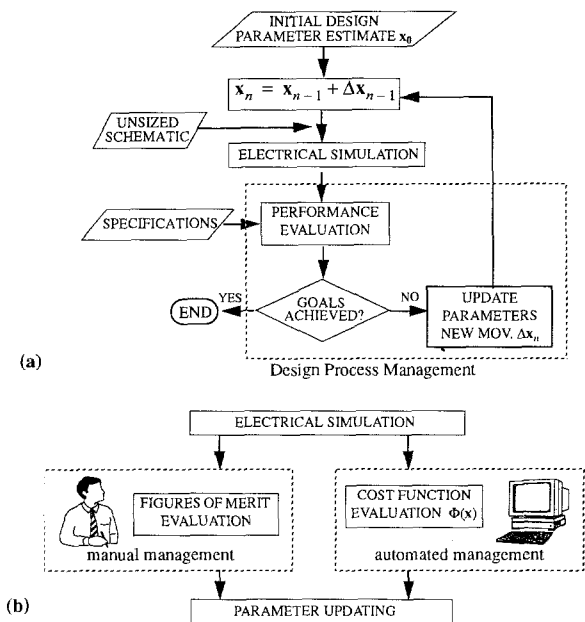 INITIAL DESIGN
PARAMETER ESTIMATE x₀
xₙ = xₙ₋₁ + Δxₙ₋₁
UNSIZED
SCHEMATIC
ELECTRICAL SIMULATION
SPECIFICATIONS
PERFORMANCE
EVALUATION
GOALS
ACHIEVED?
YES
END
NO
UPDATE
PARAMETERS
NEW MOV. Δxₙ
Design Process Management
(a)
ELECTRICAL SIMULATION
FIGURES OF MERIT
EVALUATION
manual management
COST FUNCTION
EVALUATION Φ(x)
automated management
PARAMETER UPDATING
(b)